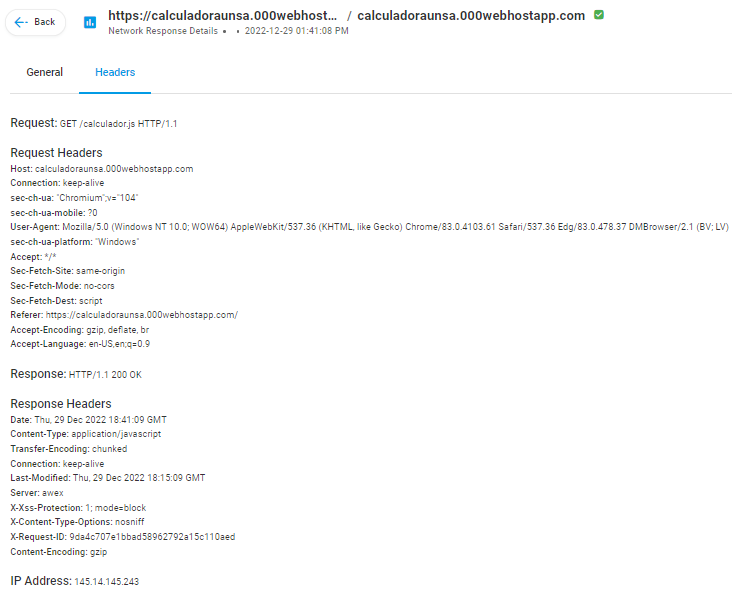 Back
https://calculadoraunsa.000webhost... / calculadoraunsa.000webhostapp.com
Network Response Details • • 2022-12-29 01:41:08 PM
General Headers
Request: GET /calculador.js HTTP/1.1
Request Headers
Host: calculadoraunsa.000webhostapp.com
Connection: keep-alive
sec-ch-ua: "Chromium";v="104"
sec-ch-ua-mobile: ?0
User-Agent: Mozilla/5.0 (Windows NT 10.0; WOW64) AppleWebKit/537.36 (KHTML, like Gecko) Chrome/83.0.4103.61 Safari/537.36 Edg/83.0.478.37 DMBrowser/2.1 (BV; LV)
sec-ch-ua-platform: "Windows"
Accept: */*
Sec-Fetch-Site: same-origin
Sec-Fetch-Mode: no-cors
Sec-Fetch-Dest: script
Referer: https://calculadoraunsa.000webhostapp.com/
Accept-Encoding: gzip, deflate, br
Accept-Language: en-US,en;q=0.9
Response: HTTP/1.1 200 OK
Response Headers
Date: Thu, 29 Dec 2022 18:41:09 GMT
Content-Type: application/javascript
Transfer-Encoding: chunked
Connection: keep-alive
Last-Modified: Thu, 29 Dec 2022 18:15:09 GMT
Server: awex
X-Xss-Protection: 1; mode=block
X-Content-Type-Options: nosniff
X-Request-ID: 9da4c707e1bbad58962792a15c110aed
Content-Encoding: gzip
IP Address: 145.14.145.243